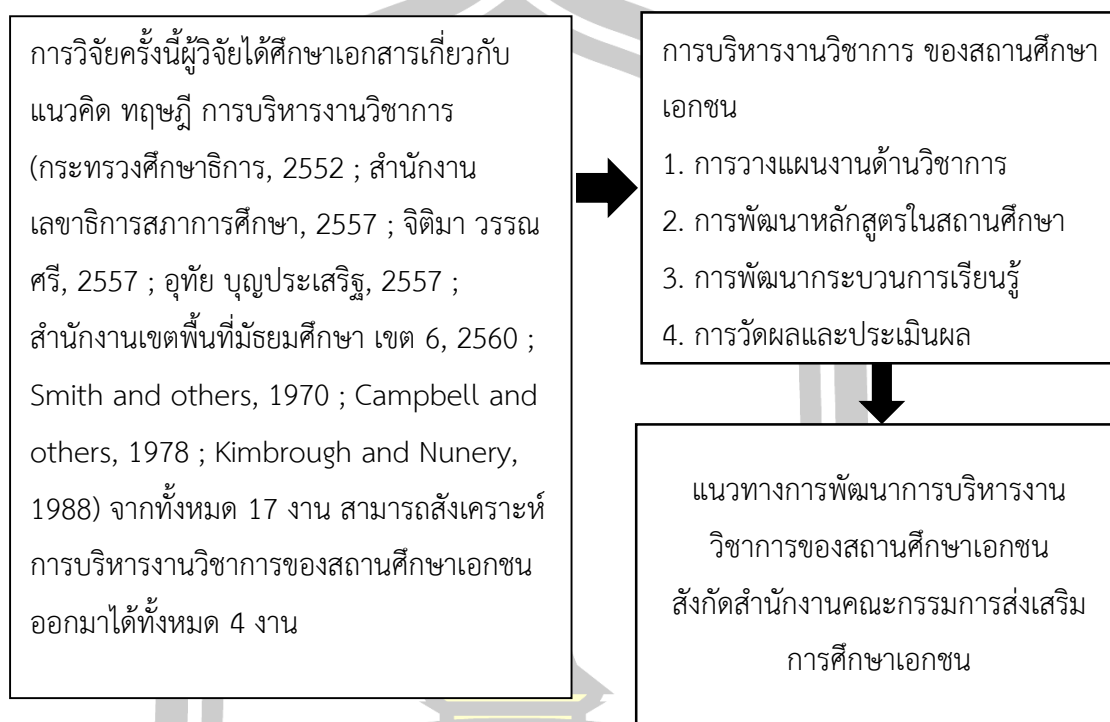 การวิจัยครั้งนี้ผู้วิจัยได้ศึกษาเอกสารเกี่ยวกับ
แนวคิด ทฤษฎี การบริหารงานวิชาการ
(กระทรวงศึกษาธิการ, 2552 ; สำนักงาน
เลขาธิการสภาการศึกษา, 2557 ; จิติมา วรรณ
ศรี, 2557 ; อุทัย บุญประเสริฐ, 2557 ;
สำนักงานเขตพื้นที่มัธยมศึกษา เขต 6, 2560 ;
Smith and others, 1970 ; Campbell and
others, 1978 ; Kimbrough and Nunery,
1988) จากทั้งหมด 17 งาน สามารถสังเคราะห์
การบริหารงานวิชาการของสถานศึกษาเอกชน
ออกมาได้ทั้งหมด 4 งาน
การบริหารงานวิชาการ ของสถานศึกษา
เอกชน
1. การวางแผนงานด้านวิชาการ
2. การพัฒนาหลักสูตรในสถานศึกษา
3. การพัฒนากระบวนการเรียนรู้
4. การวัดผลและประเมินผล
แนวทางการพัฒนาการบริหารงาน
วิชาการของสถานศึกษาเอกชน
สังกัดสำนักงานคณะกรรมการส่งเสริม
การศึกษาเอกชน